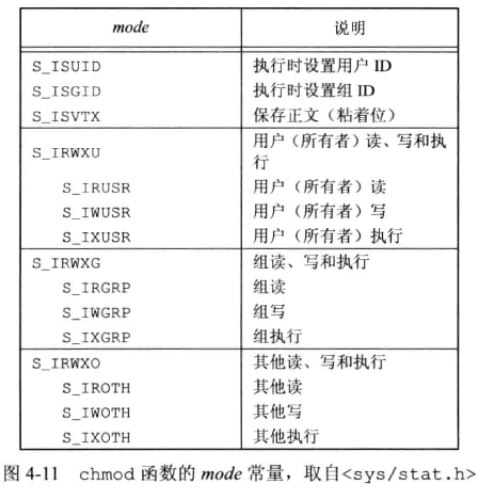 mode 说明
S_ISUID 执行时设置用户 ID
S_ISGID 执行时设置组 ID
S_ISVTX 保存正文（粘着位）
S_IRWXU 用户（所有者）读、写和执
行
S_IRUSR 用户（所有者）读
S_IWUSR 用户（所有者）写
S_IXUSR 用户（所有者）执行
S_IRWXG 组读、写和执行
S_IRGRP 组读
S_IWGRP 组写
S_IXGRP 组执行
S_IRWXO 其他读、写和执行
S_IROTH 其他读
S_IWOTH 其他写
S_IXOTH 其他执行
图 4-11 chmod 函数的 mode 常量，取自<sys/stat.h>